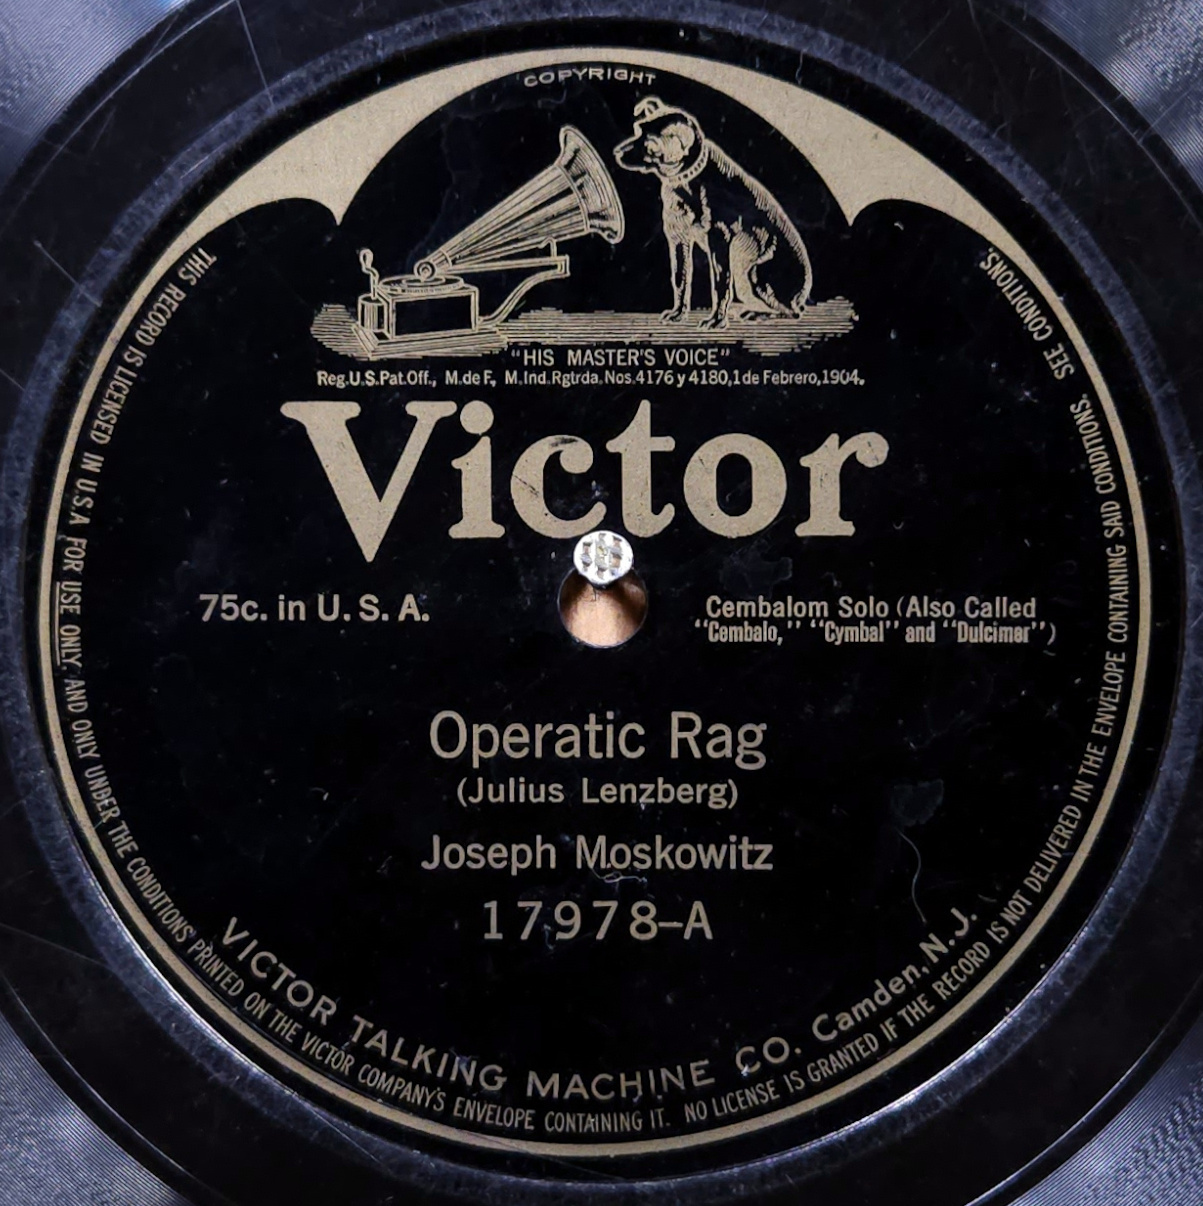 COPYRIGHT
"HIS MASTER'S VOICE"
Reg.U.S.Pat.Off., M.de F., M.Ind.Rgtrda.Nos.4176 y 4180,1 de Febrero,1904.
Victor
75c. in U. S. A.
Cembalom Solo (Also Called
"Cembalo," "Cymbal" and "Dulcimer")
Operatic Rag
(Julius Lenzberg)
Joseph Moskowitz
17978-A
VICTOR TALKING MACHINE CO. Camden, N. J.
THIS RECORD IS LICENSED IN U.S.A FOR USE ONLY, AND ONLY UNDER THE CONDITIONS PRINTED ON THE VICTOR COMPANY'S ENVELOPE CONTAINING IT. NO LICENSE IS GRANTED IF THE RECORD IS NOT DELIVERED IN THE ENVELOPE CONTAINING SAID CONDITIONS. SEE CONDITIONS.